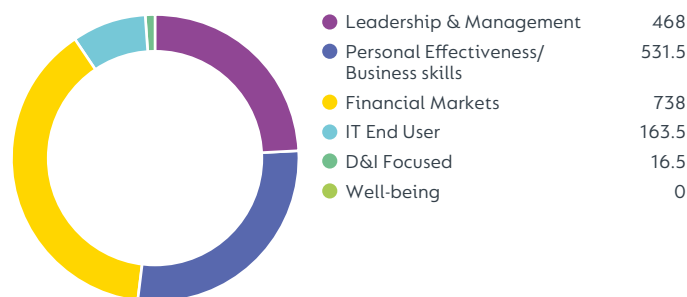 Leadership & Management 468
Personal Effectiveness/ 531.5
Business skills
Financial Markets 738
IT End User 163.5
D&I Focused 16.5
Well-being 0